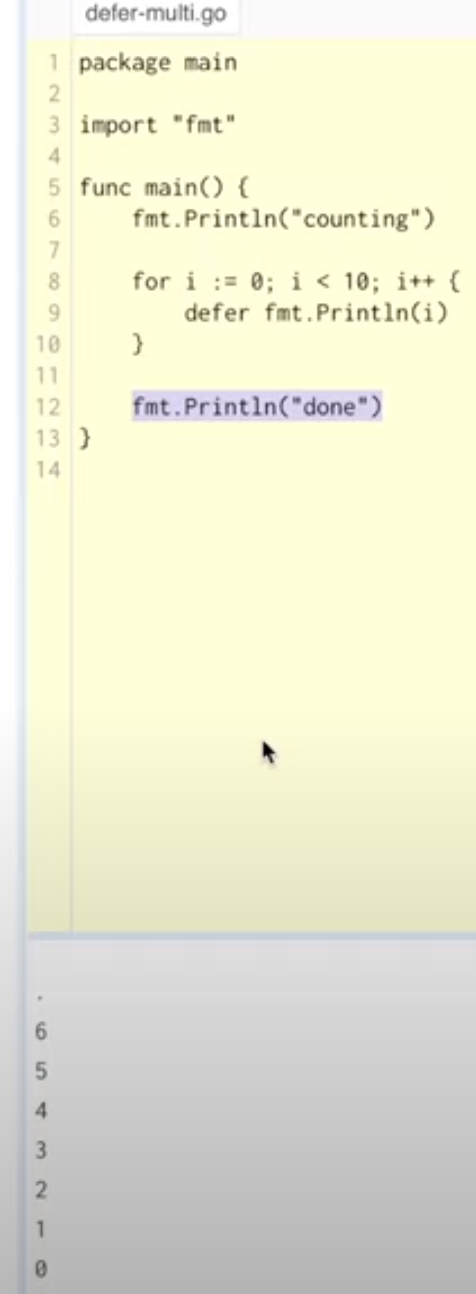 defer-multi.go
1 package main
2
3 import "fmt"
4
5 func main() {
6     fmt.Println("counting")
7
8     for i := 0; i < 10; i++ {
9         defer fmt.Println(i)
10     }
11
12     fmt.Println("done")
13 }
14
6
5
4
3
2
1
0